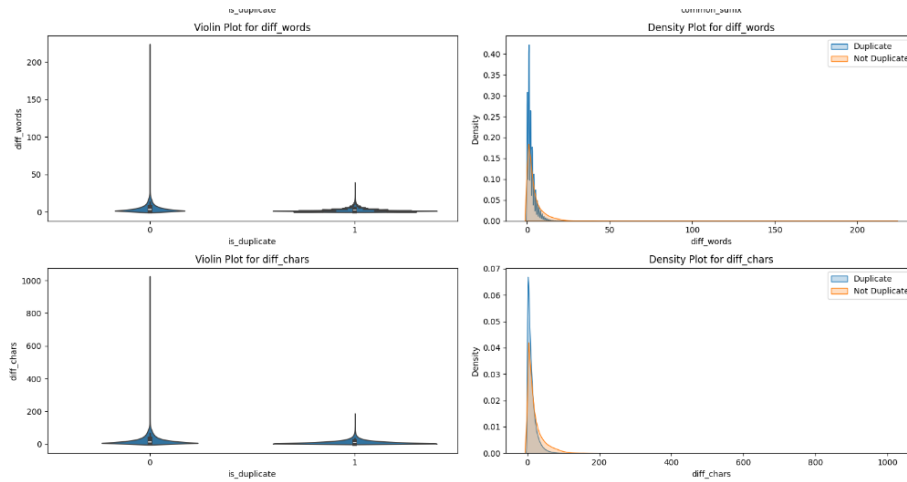 is_duplicate
common_suffix
Violin Plot for diff_words
200
150
100
50
0
diff_words
0
1
is_duplicate
Density Plot for diff_words
Duplicate
Not Duplicate
0.40
0.35
0.30
0.25
0.20
0.15
0.10
0.05
0.00
Density
0
50
100
150
200
diff_words
Violin Plot for diff_chars
1000
800
600
400
200
0
diff_chars
0
1
is_duplicate
Density Plot for diff_chars
Duplicate
Not Duplicate
0.07
0.06
0.05
0.04
0.03
0.02
0.01
0.00
Density
0
200
400
600
800
1000
diff_chars